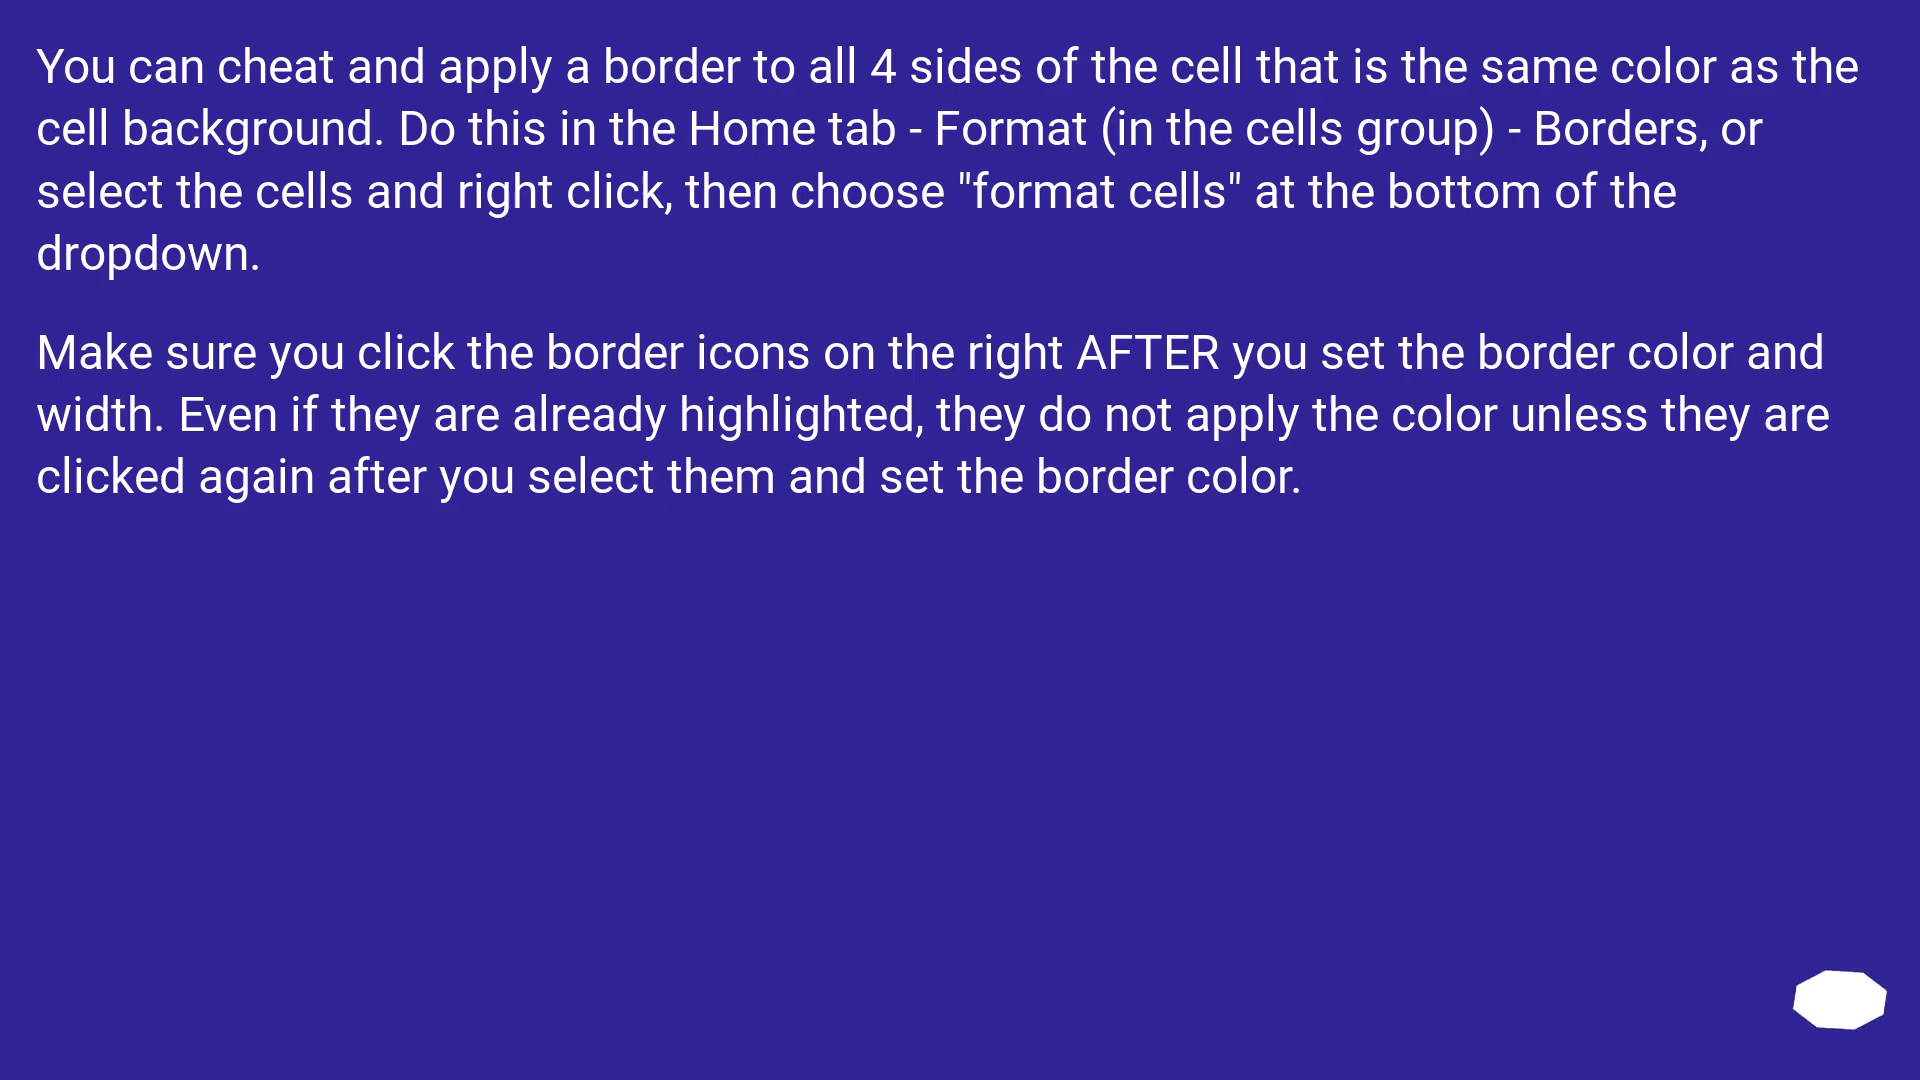 You can cheat and apply a border to all 4 sides of the cell that is the same color as the
cell background. Do this in the Home tab - Format (in the cells group) - Borders, or
select the cells and right click, then choose "format cells" at the bottom of the
dropdown.
Make sure you click the border icons on the right AFTER you set the border color and
width. Even if they are already highlighted, they do not apply the color unless they are
clicked again after you select them and set the border color.